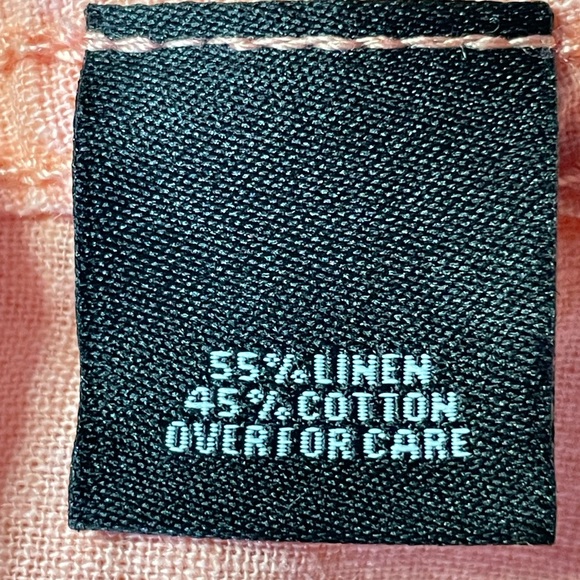 55% LINEN
45% COTTON
OVER FOR CARE